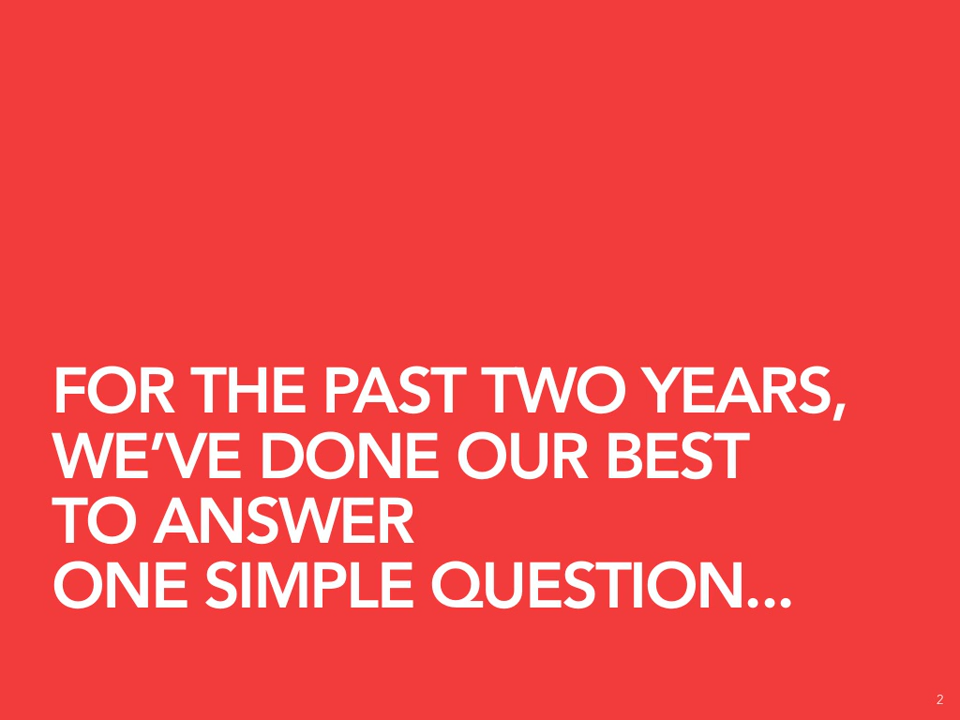 FOR THE PAST TWO YEARS,
WE’VE DONE OUR BEST
TO ANSWER
ONE SIMPLE QUESTION...
2